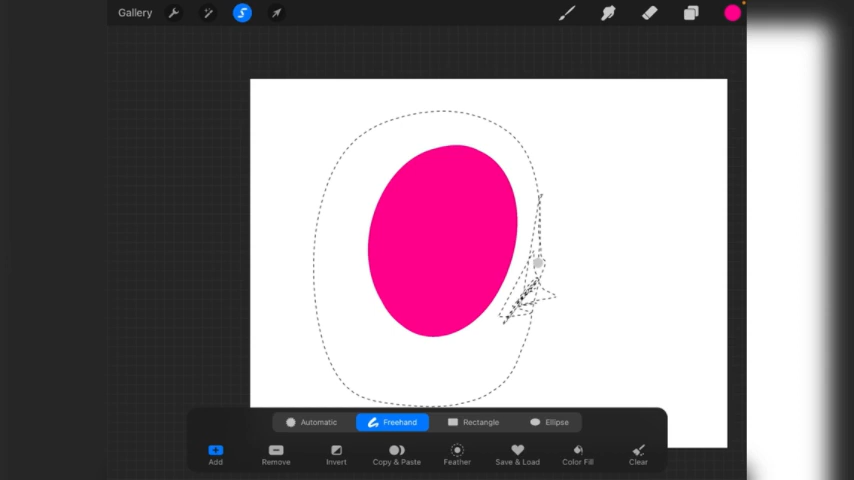 Gallery
Automatic Freehand Rectangle Ellipse
Add Remove Invert Copy & Paste Feather Save & Load Color Fill Clear